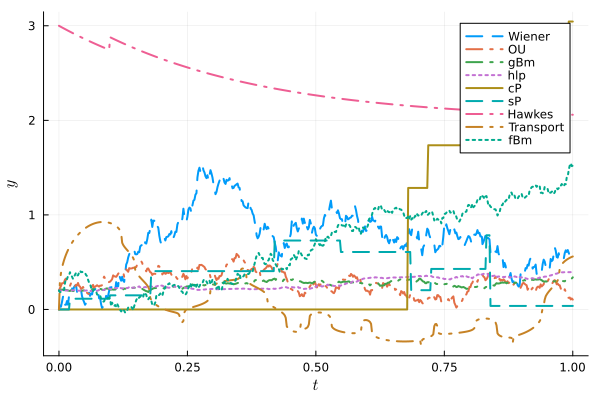 3
2
1
0
y
0.00
0.25
0.50
0.75
1.00
t
Wiener
OU
gBm
hlp
cP
sP
Hawkes
Transport
fBm